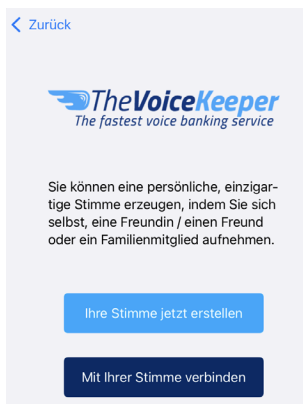 Zurück
TheVoiceKeeper
The fastest voice banking service
Sie können eine persönliche, einzigar-
tige Stimme erzeugen, indem Sie sich
selbst, eine Freundin / einen Freund
oder ein Familienmitglied aufnehmen.
Ihre Stimme jetzt erstellen
Mit Ihrer Stimme verbinden